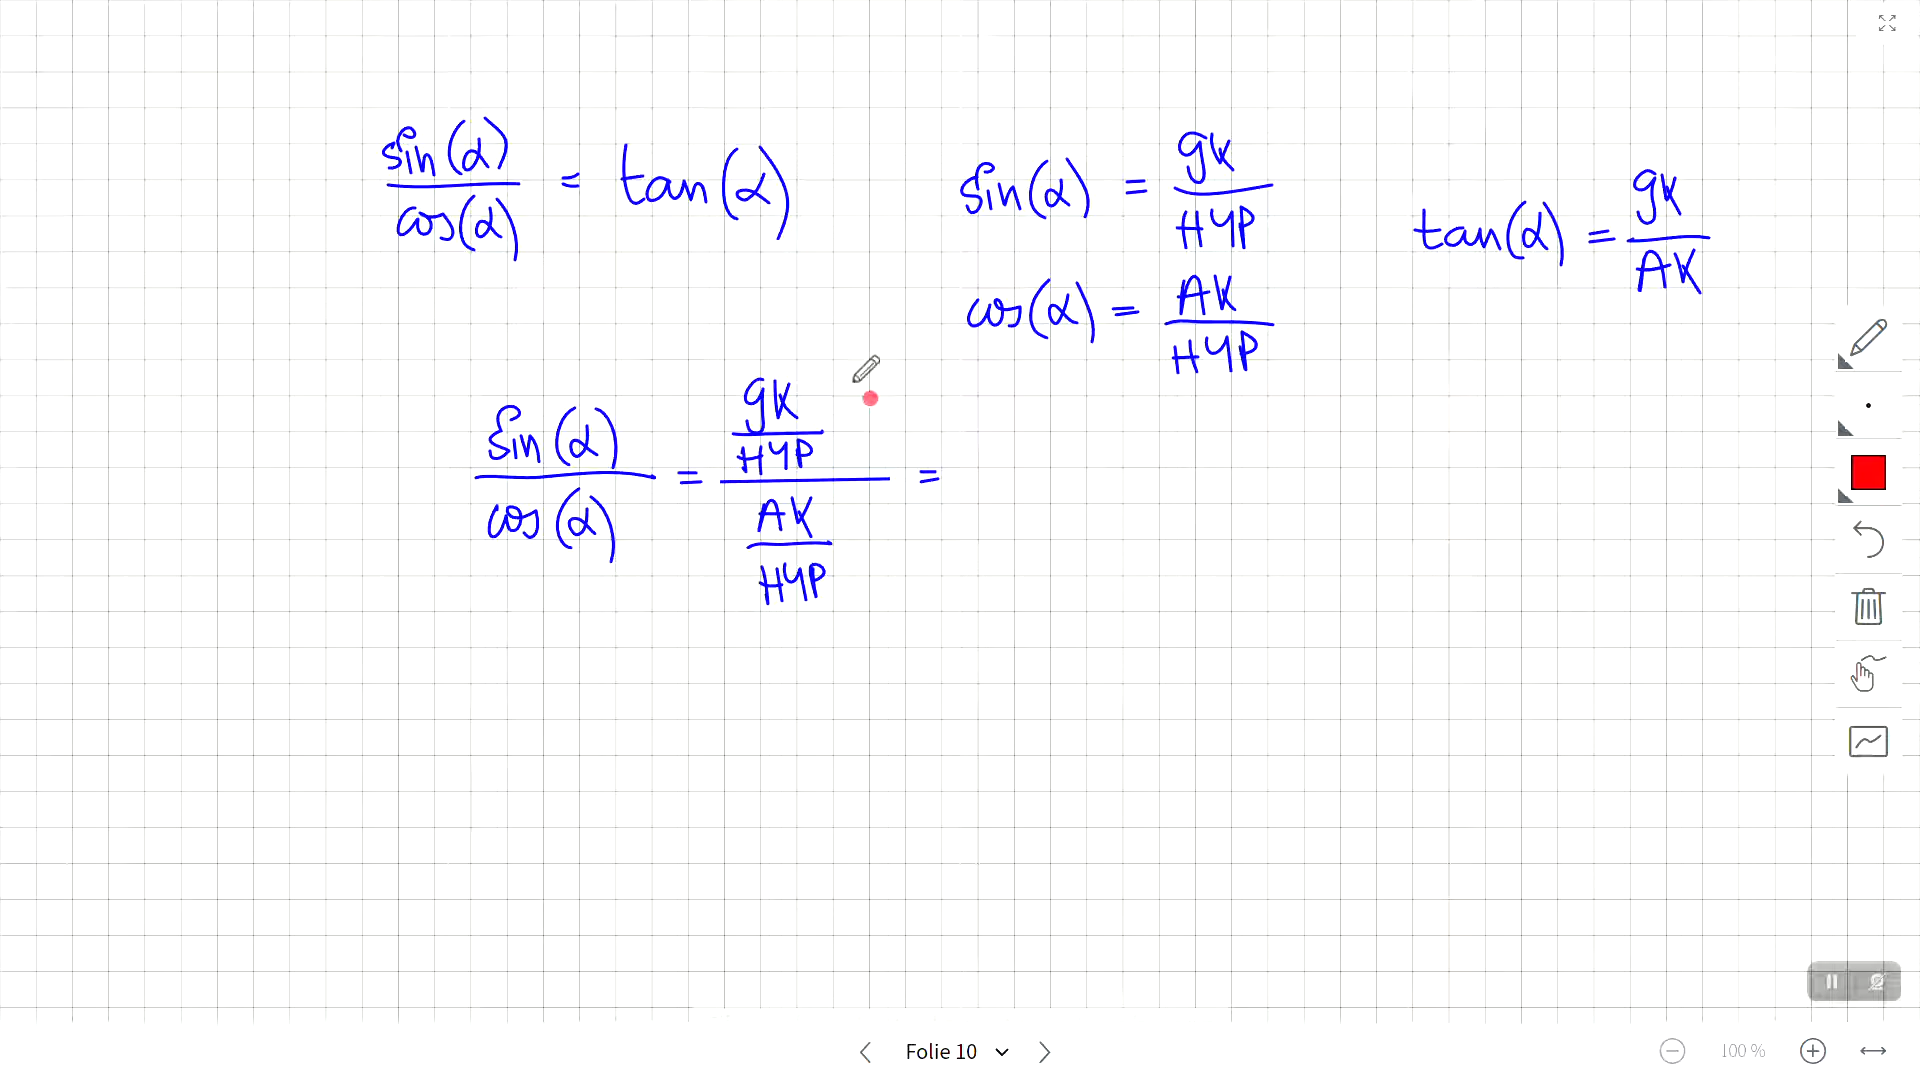 sin(α)/cos(α) = tan(α)
sin(α) = gK/HYP
cos(α) = AK/HYP
tan(α) = gK/AK
sin(α)/cos(α) = (gK/HYP)/(AK/HYP) =
Folie 10
100 %